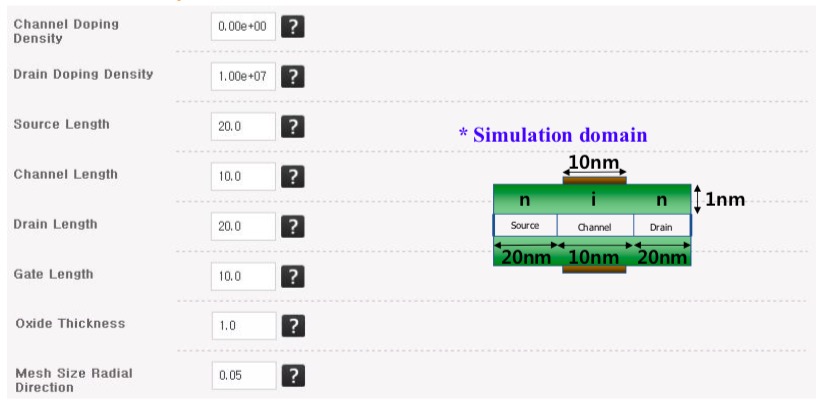 Channel Doping
Density
0.00e+00 ?
Drain Doping Density
1.00e+07 ?
Source Length
20.0 ?
Channel Length
10.0 ?
Drain Length
20.0 ?
Gate Length
10.0 ?
Oxide Thickness
1.0 ?
Mesh Size Radial
Direction
0.05 ?
* Simulation domain
10nm
n i n
1nm
Source Channel Drain
20nm 10nm 20nm